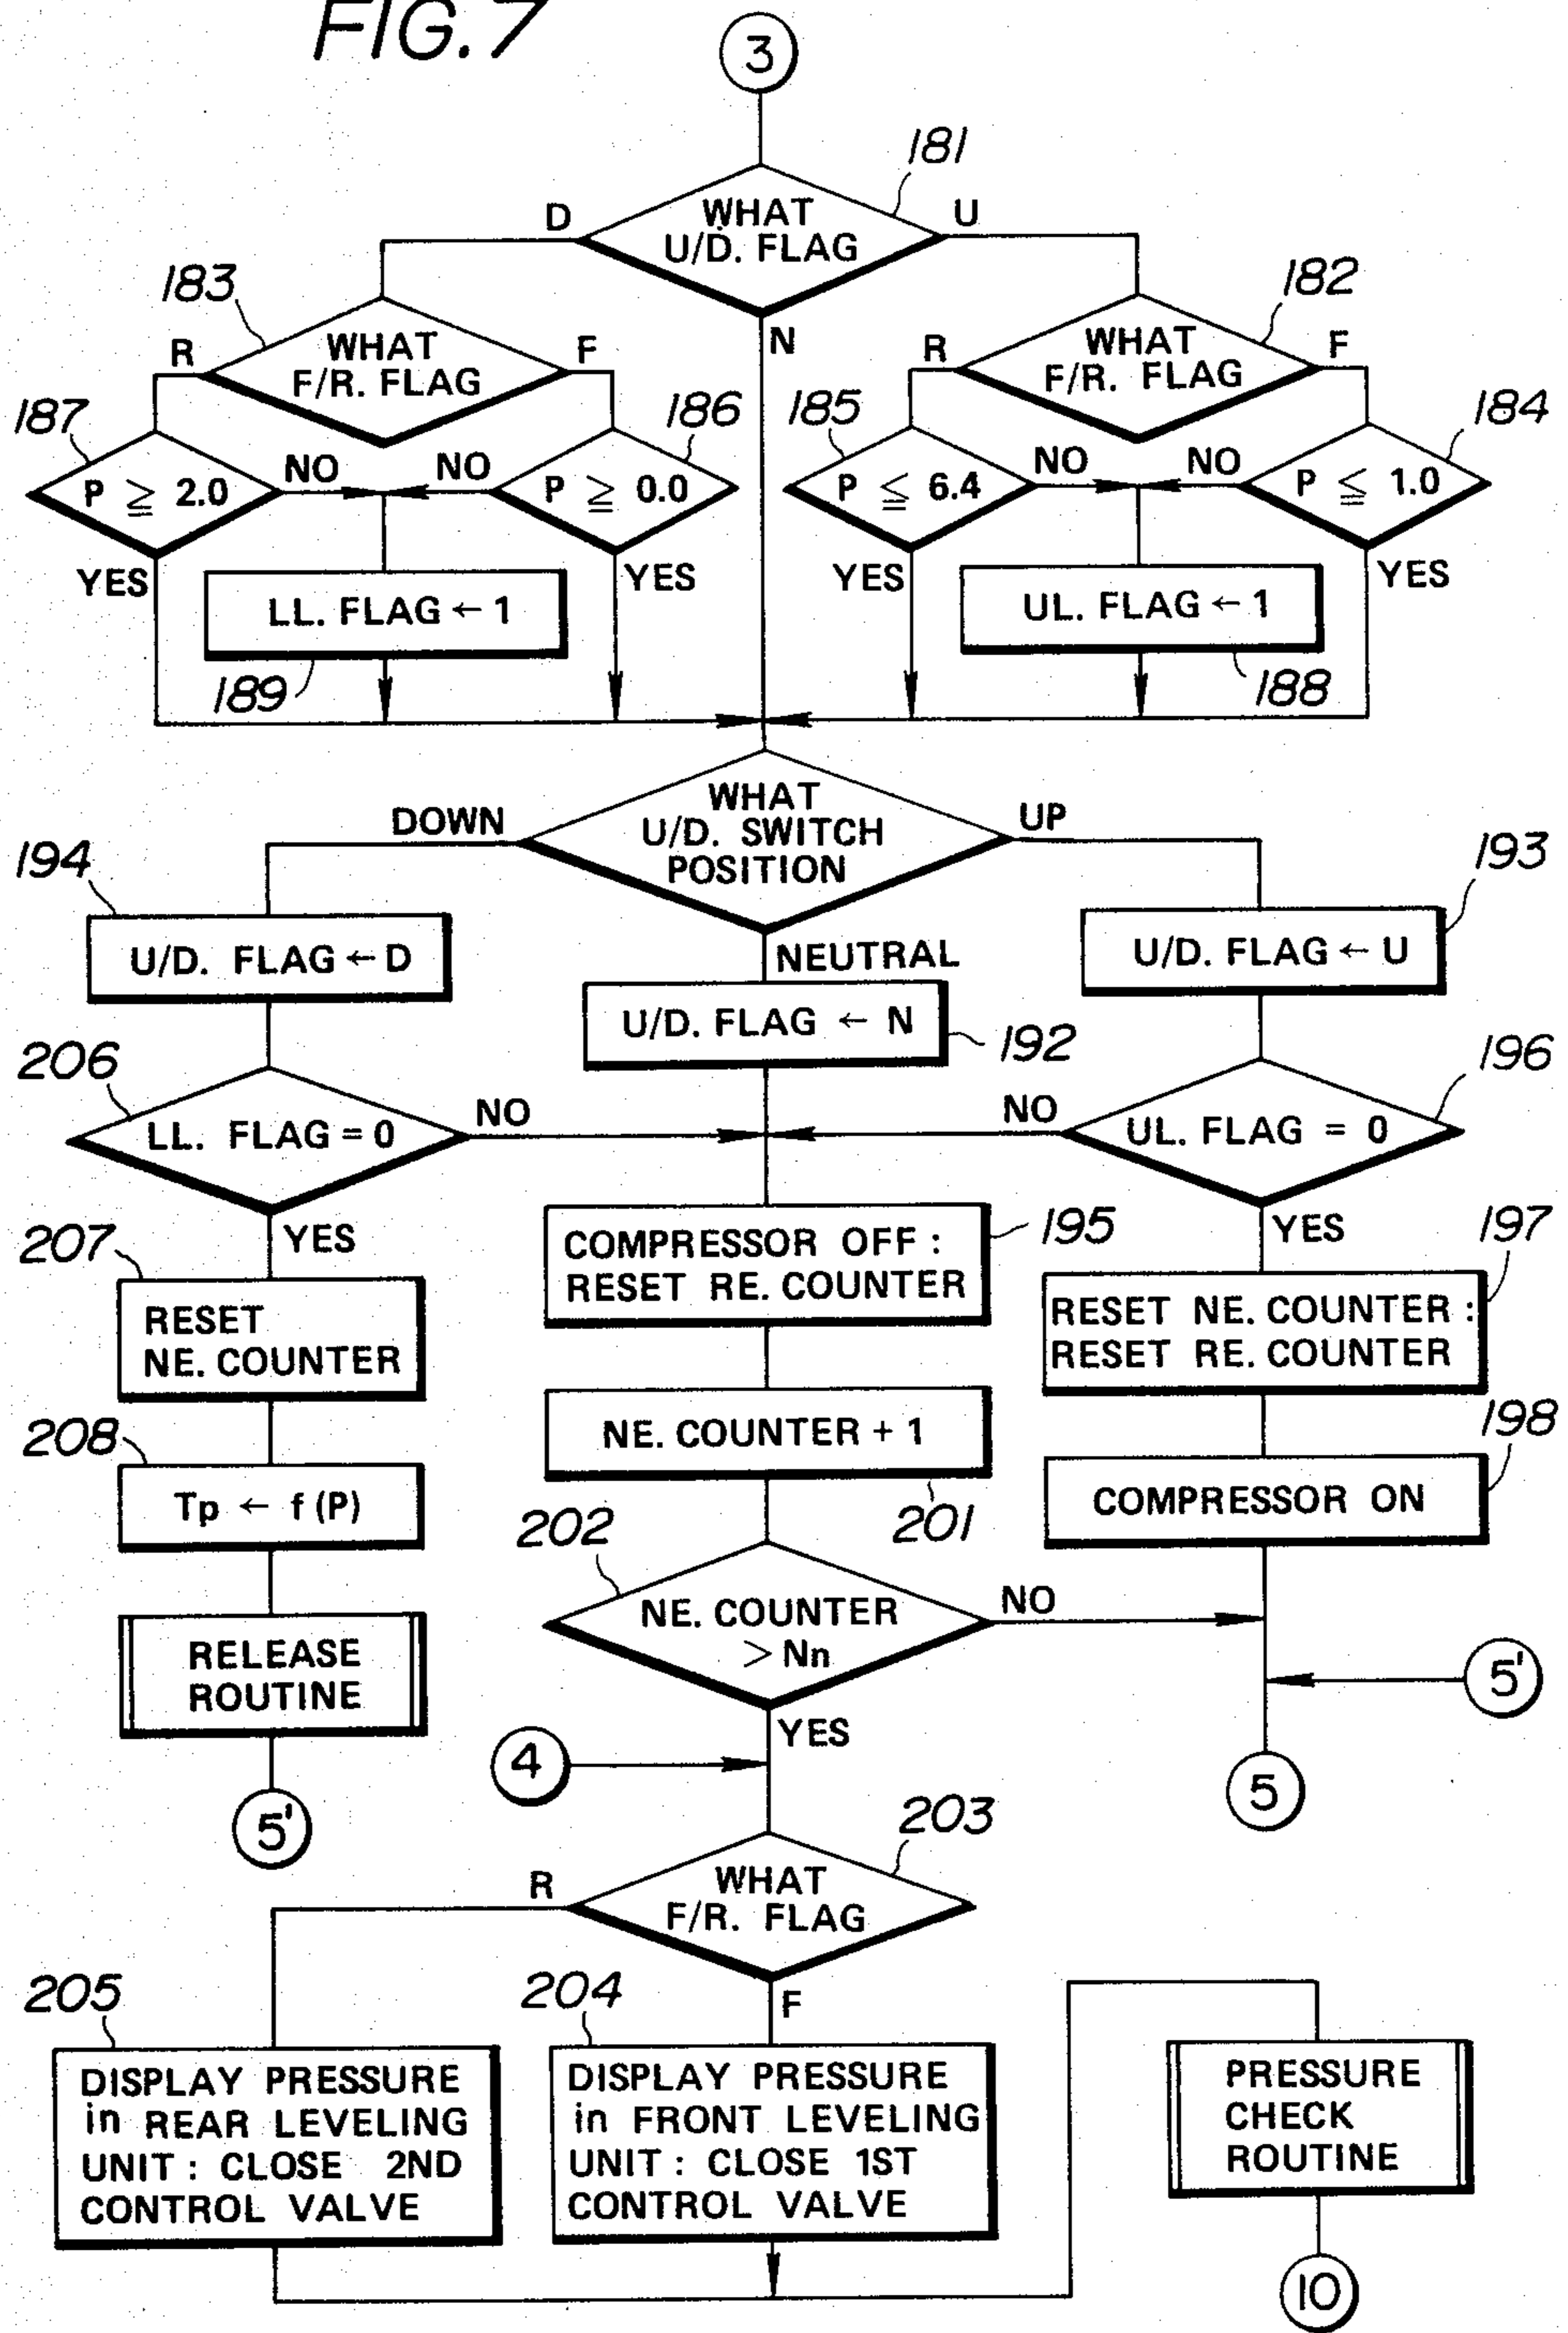 FIG. 7
3
181
WHAT
U/D. FLAG
D
U
N
183
WHAT
F/R. FLAG
R
F
182
WHAT
F/R. FLAG
R
F
187
P ≧ 2.0
NO
YES
186
P ≧ 0.0
NO
YES
185
P ≦ 6.4
NO
YES
184
P ≦ 1.0
NO
YES
LL. FLAG ← 1
189
UL. FLAG ← 1
188
WHAT
U/D. SWITCH
POSITION
DOWN
UP
NEUTRAL
194
U/D. FLAG ← D
U/D. FLAG ← N
192
193
U/D. FLAG ← U
206
LL. FLAG = 0
NO
YES
196
UL. FLAG = 0
NO
YES
207
RESET
NE. COUNTER
COMPRESSOR OFF :
RESET RE. COUNTER
195
197
RESET NE. COUNTER :
RESET RE. COUNTER
208
Tp ← f (P)
NE. COUNTER + 1
201
198
COMPRESSOR ON
RELEASE
ROUTINE
5'
202
NE. COUNTER
> Nn
NO
YES
5'
5
4
203
WHAT
F/R. FLAG
R
F
205
DISPLAY PRESSURE
in REAR LEVELING
UNIT : CLOSE 2ND
CONTROL VALVE
204
DISPLAY PRESSURE
in FRONT LEVELING
UNIT : CLOSE 1ST
CONTROL VALVE
PRESSURE
CHECK
ROUTINE
10